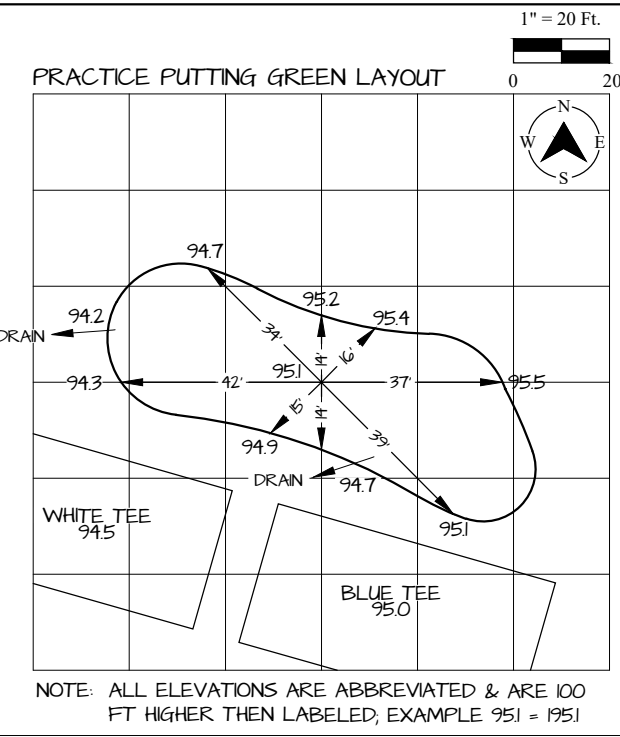 1" = 20 Ft.
PRACTICE PUTTING GREEN LAYOUT
0 20
N
W E
S
94.7
95.2
95.4
94.2
DRAIN
34'
14'
16'
95.1
94.3
42'
37'
95.5
15'
14'
39'
94.9
DRAIN
94.7
95.1
WHITE TEE
94.5
BLUE TEE
95.0
NOTE: ALL ELEVATIONS ARE ABBREVIATED & ARE 100
FT HIGHER THEN LABELED; EXAMPLE 95.1 = 195.1